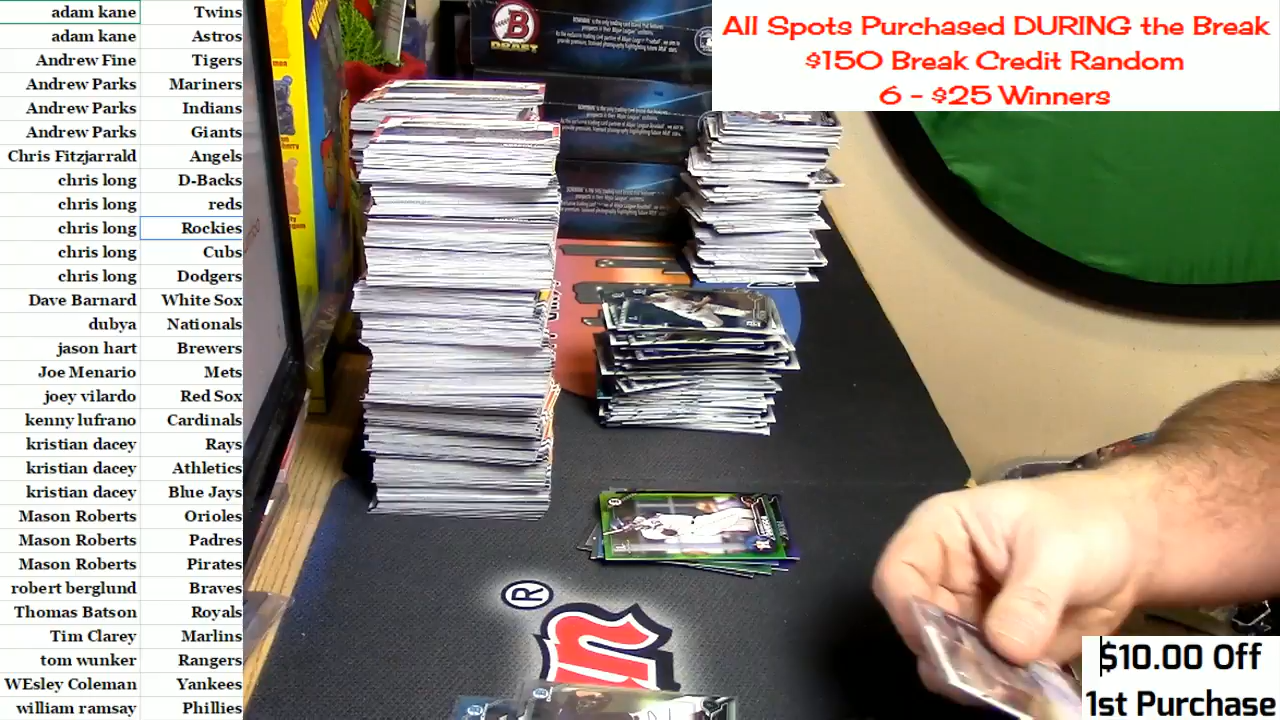 adam kane Twins
adam kane Astros
Andrew Fine Tigers
Andrew Parks Mariners
Andrew Parks Indians
Andrew Parks Giants
Chris Fitzjarrald Angels
chris long D-Backs
chris long reds
chris long Rockies
chris long Cubs
chris long Dodgers
Dave Barnard White Sox
dubya Nationals
jason hart Brewers
Joe Menario Mets
joey vilardo Red Sox
kenny lufrano Cardinals
kristian dacey Rays
kristian dacey Athletics
kristian dacey Blue Jays
Mason Roberts Orioles
Mason Roberts Padres
Mason Roberts Pirates
robert berglund Braves
Thomas Batson Royals
Tim Clarey Marlins
tom wunker Rangers
WEsley Coleman Yankees
william ramsay Phillies
All Spots Purchased DURING the Break
$150 Break Credit Random
6 - $25 Winners
BOWMAN
DRAFT
®
$10.00 Off
1st Purchase